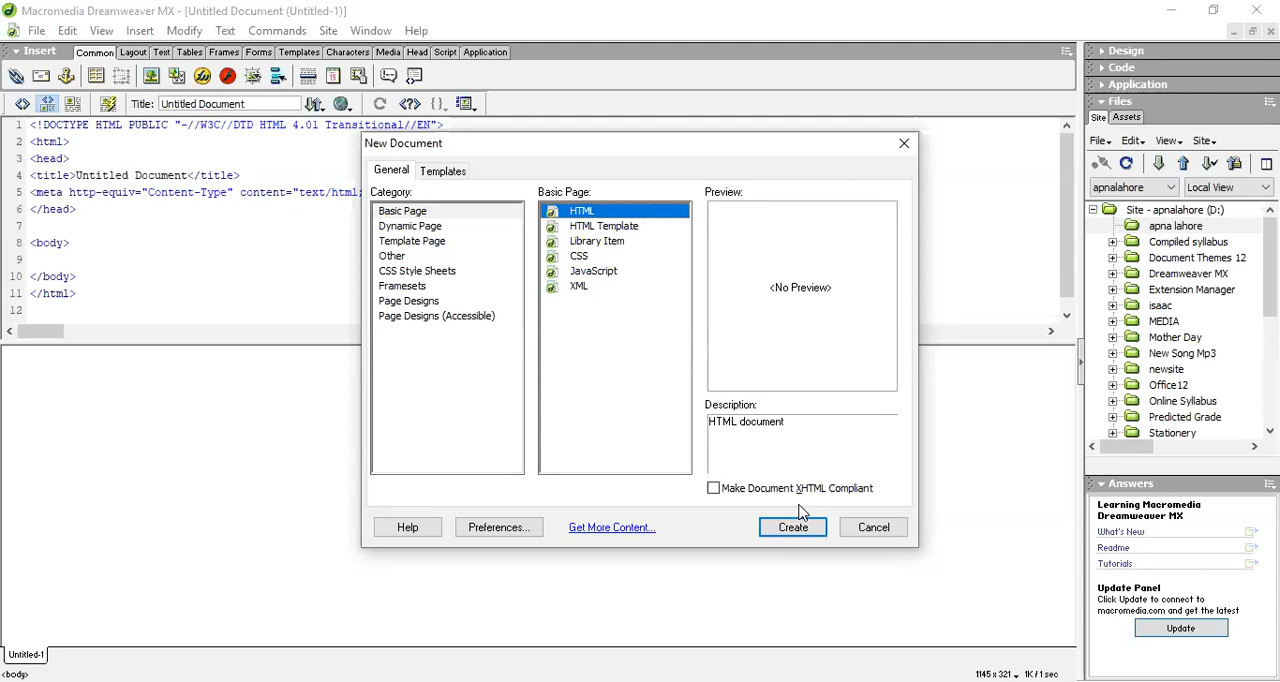 Macromedia Dreamweaver MX - [Untitled Document (Untitled-1)]
File Edit View Insert Modify Text Commands Site Window Help
Insert Common Layout Text Tables Frames Forms Templates Characters Media Head Script Application
Title: Untitled Document
1 <!DOCTYPE HTML PUBLIC "-//W3C//DTD HTML 4.01 Transitional//EN">
2 <html>
3 <head>
4 <title>Untitled Document</title>
5 <meta http-equiv="Content-Type" content="text/html;
6 </head>
7
8 <body>
9
10 </body>
11 </html>
12
Untitled-1
<body>
1145 x 321 1K / 1 sec
New Document
General Templates
Category:
Basic Page
Dynamic Page
Template Page
Other
CSS Style Sheets
Framesets
Page Designs
Page Designs (Accessible)
Basic Page:
HTML
HTML Template
Library Item
CSS
JavaScript
XML
Preview:
<No Preview>
Description:
HTML document
Make Document XHTML Compliant
Help Preferences... Get More Content... Create Cancel
Design
Code
Application
Files
Site Assets
File Edit View Site
apnalahore Local View
Site - apnalahore (D:)
apna lahore
Compiled syllabus
Document Themes 12
Dreamweaver MX
Extension Manager
isaac
MEDIA
Mother Day
New Song Mp3
newsite
Office12
Online Syllabus
Predicted Grade
Stationery
Answers
Learning Macromedia
Dreamweaver MX
What's New
Readme
Tutorials
Update Panel
Click Update to connect to
macromedia.com and get the latest
Update